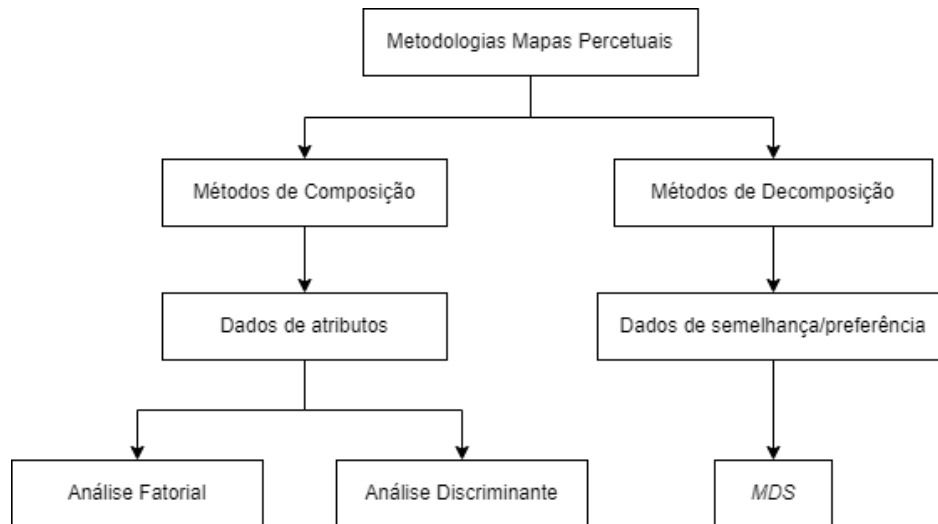 Metodologias Mapas Percetuais
Métodos de Composição
Métodos de Decomposição
Dados de atributos
Dados de semelhança/preferência
Análise Fatorial
Análise Discriminante
MDS